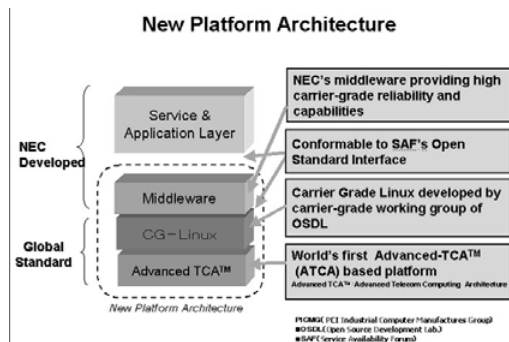 New Platform Architecture
NEC
Developed
Global
Standard
Service &
Application Layer
Middleware
CG-Linux
Advanced TCA™
New Platform Architecture
NEC's middleware providing high
carrier-grade reliability and
capabilities
Conformable to SAF's Open
Standard Interface
Carrier Grade Linux developed by
carrier-grade working group of
OSDL
World's first Advanced-TCA™
(ATCA) based platform
Advanced TCA™ Advanced Telecom Computing Architecture
PICMG(PCI Industrial Computer Manufactures Group)
■OSDL(Open Source Development Lab.)
■SAF(Service Availability Forum)